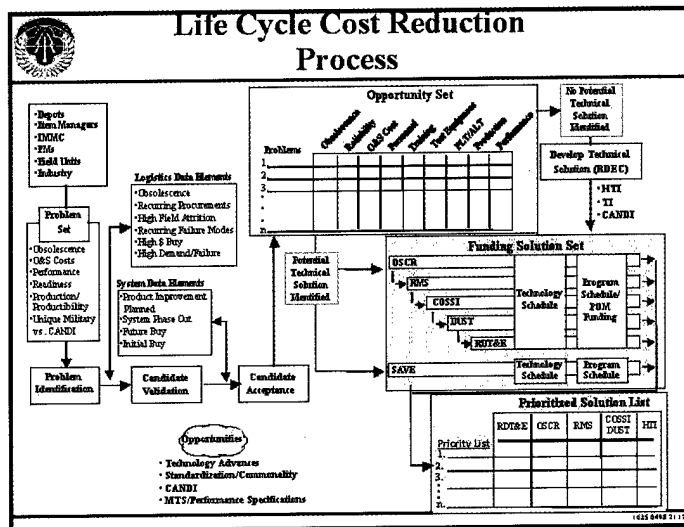 Life Cycle Cost Reduction
Process
• Depots
• Item Managers
• IMMC
• PMs
• Field Units
• Industry
Problem
Set
• Obsolescence
• O&S Costs
• Performance
• Readiness
• Production/
Productibility
• Unique Military
vs. CANDI
Problem
Identification
Logistics Data Elements
• Obsolescence
• Recurring Procurements
• High Field Attrition
• Recurring Failure Modes
• High $ Buy
• High Demand/Failure
System Data Elements
• Product Improvement
Planned
• System Phase Out
• Future Buy
• Initial Buy
Candidate
Validation
Candidate
Acceptance
Opportunity Set
Problems
Obsolescence
Reliability
O&S Cost
Personnel
Training
Test Equipment
PLT/ALT
Production
Performance
1.
2.
3.
n.
No Potential
Technical
Solution
Identified
Develop Technical
Solution (RDEC)
• HTI
• TI
• CANDI
Potential
Technical
Solution
Identified
Funding Solution Set
OSCR
RMS
COSSI
DUST
RDT&E
Technology
Schedule
Program
Schedule/
POM
Funding
SAVE
Technology
Schedule
Program
Schedule
Prioritized Solution List
Priority List
RDT&E
OSCR
RMS
COSSI
DUST
HTI
1.
2.
3.
n.
Opportunities
• Technology Advances
• Standardization/Commonality
• CANDI
• MTS/Performance Specifications